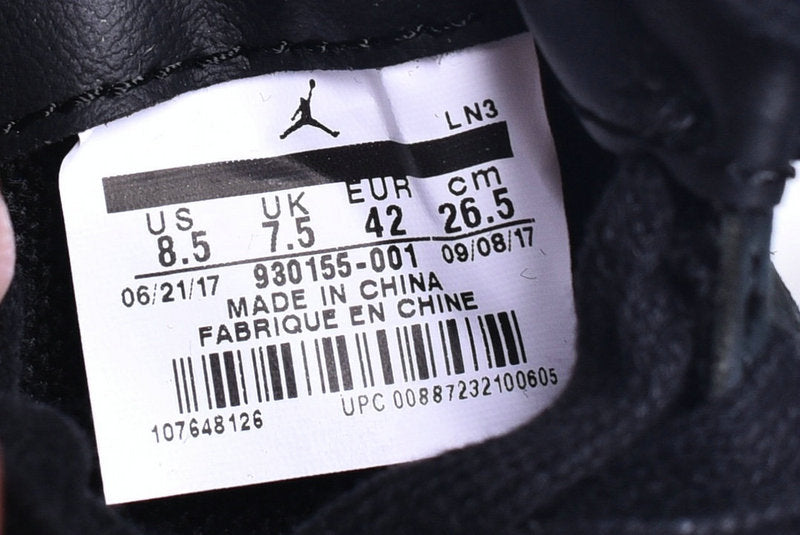 LN3
US UK EUR cm
8.5 7.5 42 26.5
06/21/17 930155-001 09/08/17
MADE IN CHINA
FABRIQUE EN CHINE
107648126 UPC 00887232100605